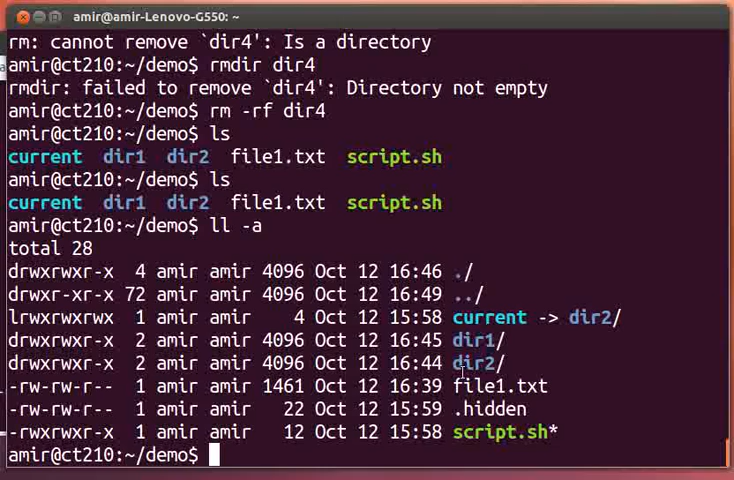 amir@amir-Lenovo-G550: ~
rm: cannot remove `dir4': Is a directory
amir@ct210:~/demo$ rmdir dir4
rmdir: failed to remove `dir4': Directory not empty
amir@ct210:~/demo$ rm -rf dir4
amir@ct210:~/demo$ ls
current  dir1  dir2  file1.txt  script.sh
amir@ct210:~/demo$ ls
current  dir1  dir2  file1.txt  script.sh
amir@ct210:~/demo$ ll -a
total 28
drwxrwxr-x  4 amir amir 4096 Oct 12 16:46 ./
drwxr-xr-x 72 amir amir 4096 Oct 12 16:49 ../
lrwxrwxrwx  1 amir amir    4 Oct 12 15:58 current -> dir2/
drwxrwxr-x  2 amir amir 4096 Oct 12 16:45 dir1/
drwxrwxr-x  2 amir amir 4096 Oct 12 16:44 dir2/
-rw-rw-r--  1 amir amir 1461 Oct 12 16:39 file1.txt
-rw-rw-r--  1 amir amir   22 Oct 12 15:59 .hidden
-rwxrwxr-x  1 amir amir   12 Oct 12 15:58 script.sh*
amir@ct210:~/demo$